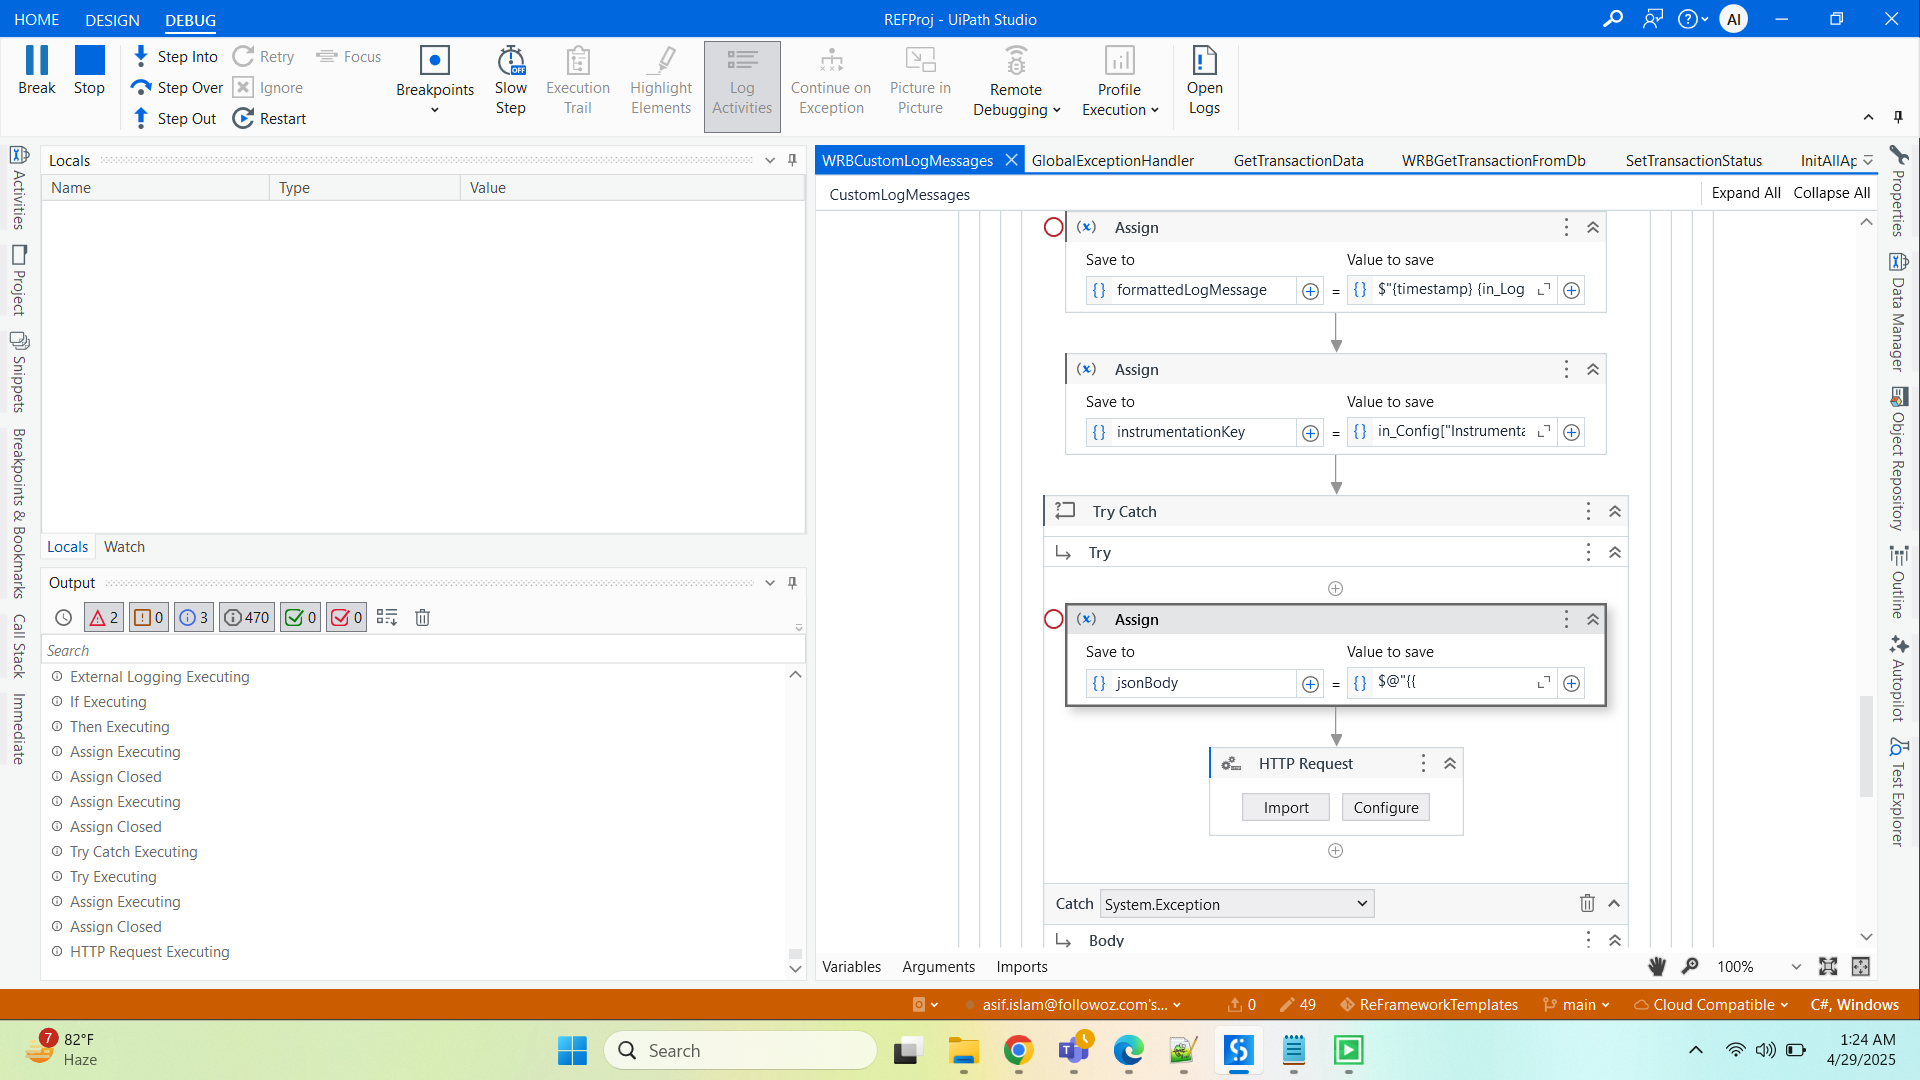 HOME DESIGN DEBUG
REFProj - UiPath Studio
AI
Break
Stop
Step Into
Step Over
Step Out
Retry
Ignore
Restart
Focus
Breakpoints
Slow
Step
OFF
Execution
Trail
Highlight
Elements
Log
Activities
Continue on
Exception
Picture in
Picture
Remote
Debugging
Profile
Execution
Open
Logs
Activities
Project
Snippets
Breakpoints & Bookmarks
Call Stack
Immediate
Locals
Name Type Value
Locals Watch
Output
2 0 3 470 0 0
Search
External Logging Executing
If Executing
Then Executing
Assign Executing
Assign Closed
Assign Executing
Assign Closed
Try Catch Executing
Try Executing
Assign Executing
Assign Closed
HTTP Request Executing
WRBCustomLogMessages GlobalExceptionHandler GetTransactionData WRBGetTransactionFromDb SetTransactionStatus InitAllAp
CustomLogMessages
Expand All Collapse All
Assign
Save to Value to save
formattedLogMessage = $"{timestamp} {in_Log
Assign
Save to Value to save
instrumentationKey = in_Config["Instrumenta
Try Catch
Try
Assign
Save to Value to save
jsonBody = $@"{{
HTTP Request
Import Configure
Catch System.Exception
Body
Variables Arguments Imports
100%
Properties
Data Manager
Object Repository
Outline
Autopilot
Test Explorer
asif.islam@followoz.com's... 0 49 ReFrameworkTemplates main Cloud Compatible C#, Windows
7
82°F
Haze
Search
1:24 AM
4/29/2025